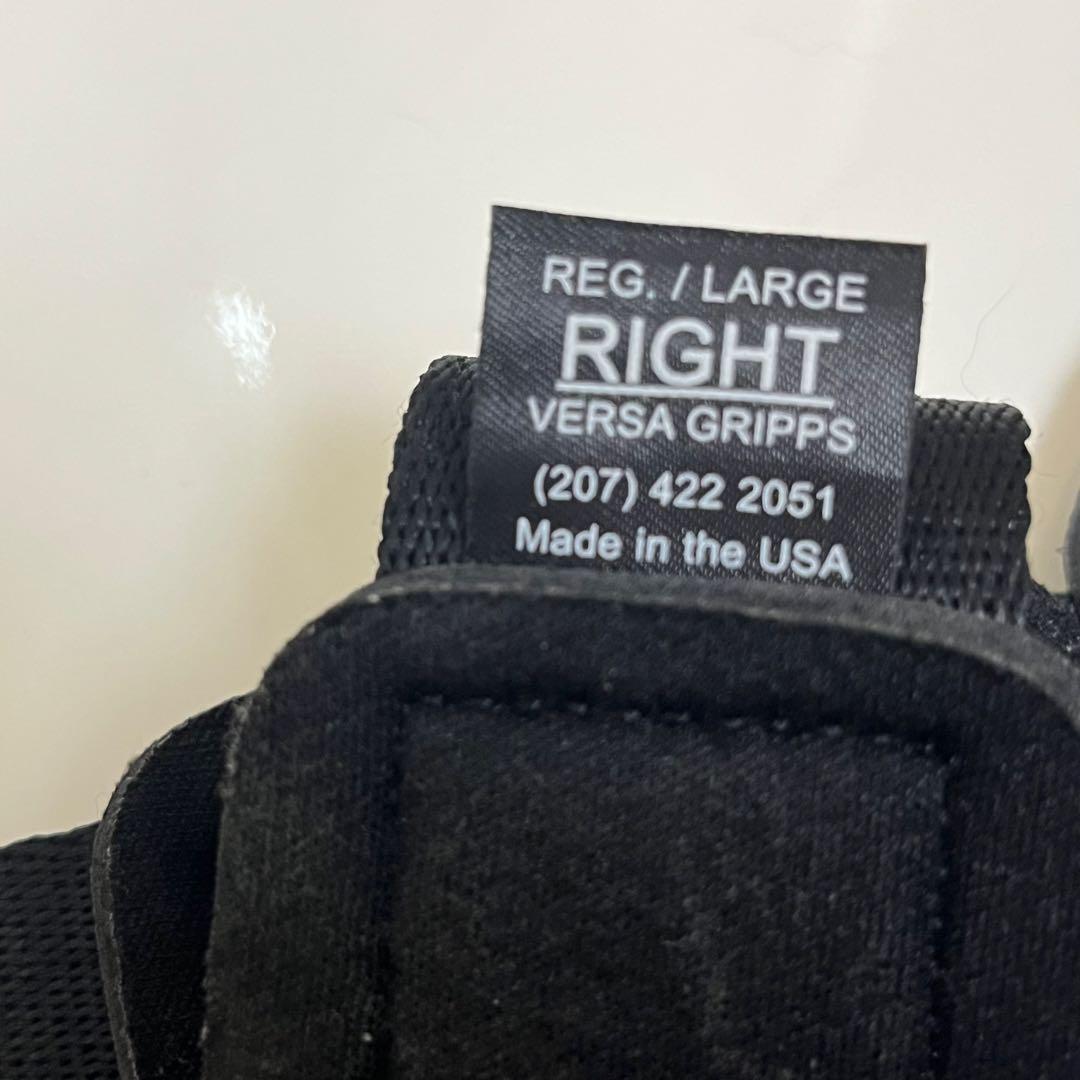 REG. / LARGE
RIGHT
VERSA GRIPPS
(207) 422 2051
Made in the USA